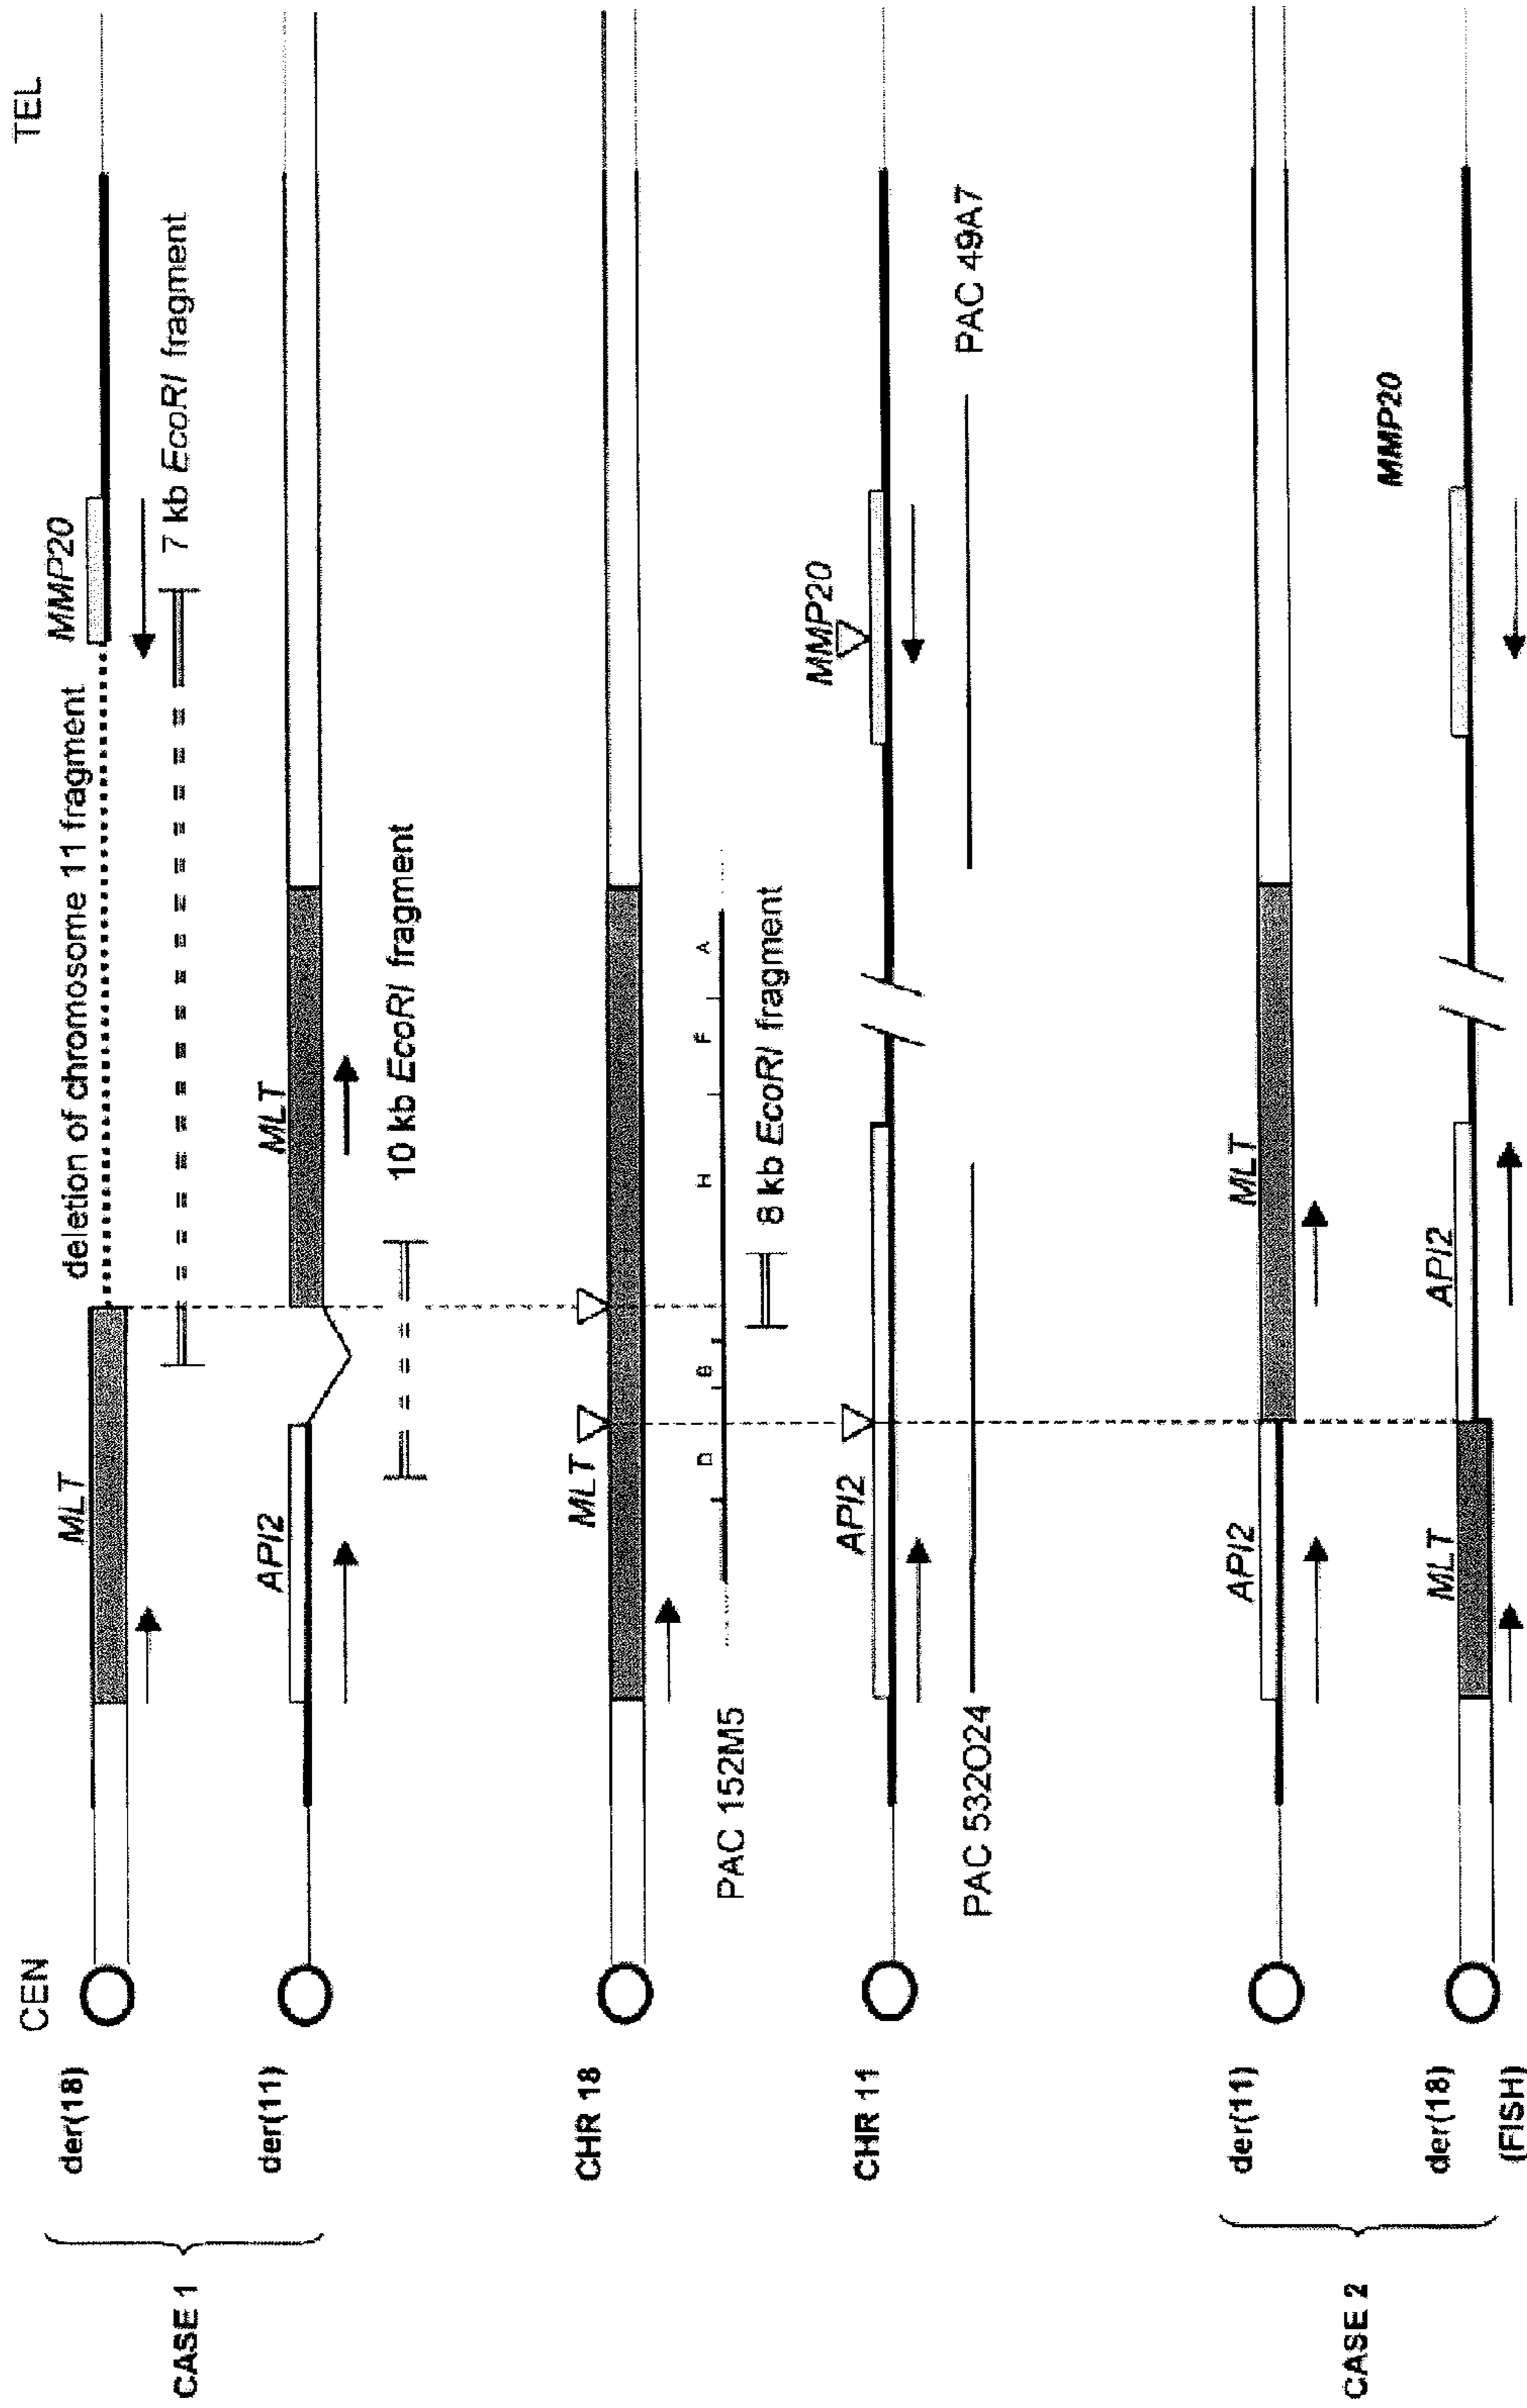 CEN
TEL
CASE 1
der(18)
MLT
deletion of chromosome 11 fragment
MMP20
7 kb EcoRI fragment
der(11)
API2
MLT
10 kb EcoRI fragment
CHR 18
MLT
D
B
H
F
A
PAC 152M5
8 kb EcoRI fragment
CHR 11
API2
MMP20
PAC 532O24
PAC 49A7
CASE 2
der(11)
API2
MLT
der(18)
(FISH)
MLT
API2
MMP20